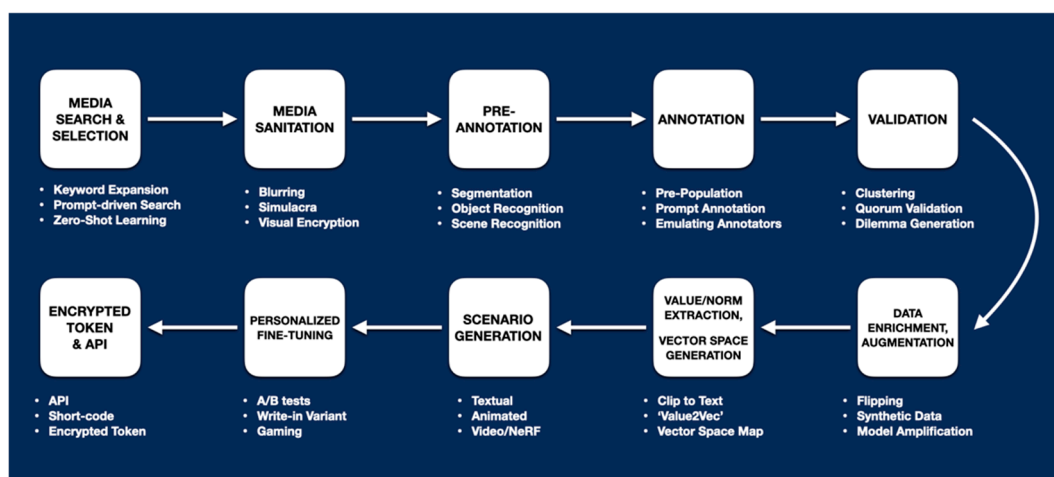 MEDIA
SEARCH &
SELECTION
• Keyword Expansion
• Prompt-driven Search
• Zero-Shot Learning
MEDIA
SANITATION
• Blurring
• Simulacra
• Visual Encryption
PRE-
ANNOTATION
• Segmentation
• Object Recognition
• Scene Recognition
ANNOTATION
• Pre-Population
• Prompt Annotation
• Emulating Annotators
VALIDATION
• Clustering
• Quorum Validation
• Dilemma Generation
DATA
ENRICHMENT,
AUGMENTATION
• Flipping
• Synthetic Data
• Model Amplification
VALUE/NORM
EXTRACTION,
VECTOR SPACE
GENERATION
• Clip to Text
• ‘Value2Vec’
• Vector Space Map
SCENARIO
GENERATION
• Textual
• Animated
• Video/NeRF
PERSONALIZED
FINE-TUNING
• A/B tests
• Write-in Variant
• Gaming
ENCRYPTED
TOKEN
& API
• API
• Short-code
• Encrypted Token